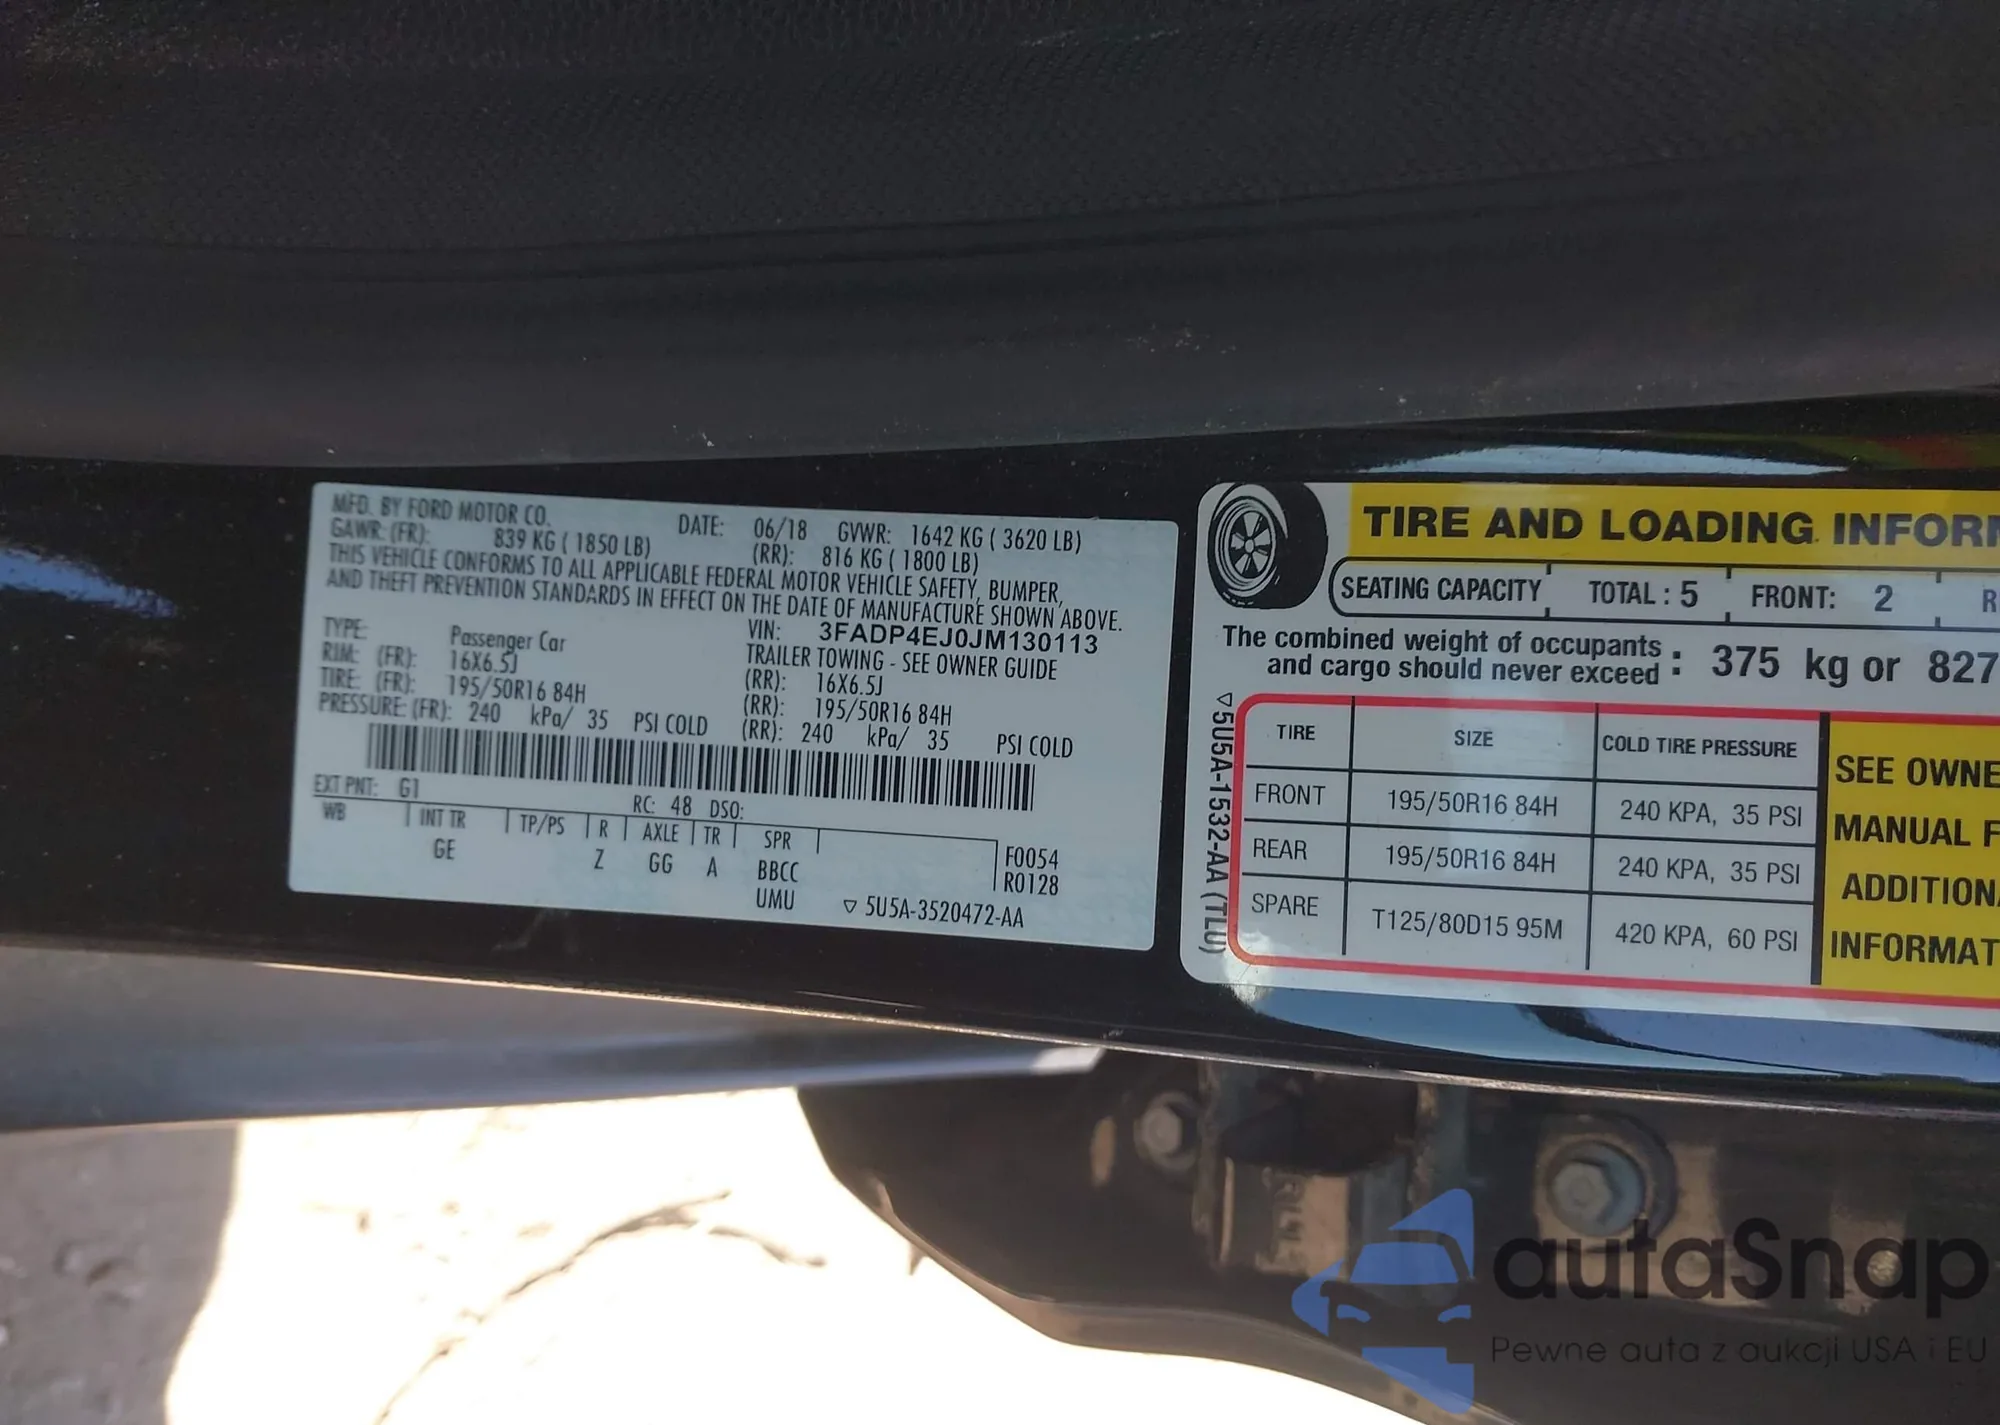 MFD. BY FORD MOTOR CO.
DATE: 06/18 GVWR: 1642 KG ( 3620 LB)
GAWR: (FR): 839 KG ( 1850 LB) (RR): 816 KG ( 1800 LB)
THIS VEHICLE CONFORMS TO ALL APPLICABLE FEDERAL MOTOR VEHICLE SAFETY, BUMPER,
AND THEFT PREVENTION STANDARDS IN EFFECT ON THE DATE OF MANUFACTURE SHOWN ABOVE.
VIN: 3FADP4EJ0JM130113
TYPE: Passenger Car TRAILER TOWING - SEE OWNER GUIDE
RIM: (FR): 16X6.5J (RR): 16X6.5J
TIRE: (FR): 195/50R16 84H (RR): 195/50R16 84H
PRESSURE: (FR): 240 kPa/ 35 PSI COLD (RR): 240 kPa/ 35 PSI COLD
EXT PNT: G1 RC: 48 DSO:
WB INT TR TP/PS R AXLE TR SPR
GE Z GG A BBCC
UMU
F0054
R0128
▽ 5U5A-3520472-AA
TIRE AND LOADING INFORM
SEATING CAPACITY TOTAL : 5 FRONT: 2 R
The combined weight of occupants
and cargo should never exceed : 375 kg or 827
▽5U5A-1532-AA (TLU)
TIRE SIZE COLD TIRE PRESSURE
FRONT 195/50R16 84H 240 KPA, 35 PSI
REAR 195/50R16 84H 240 KPA, 35 PSI
SPARE T125/80D15 95M 420 KPA, 60 PSI
SEE OWNE
MANUAL F
ADDITIONA
INFORMAT
autaSnap
Pewne auta z aukcji USA i EU